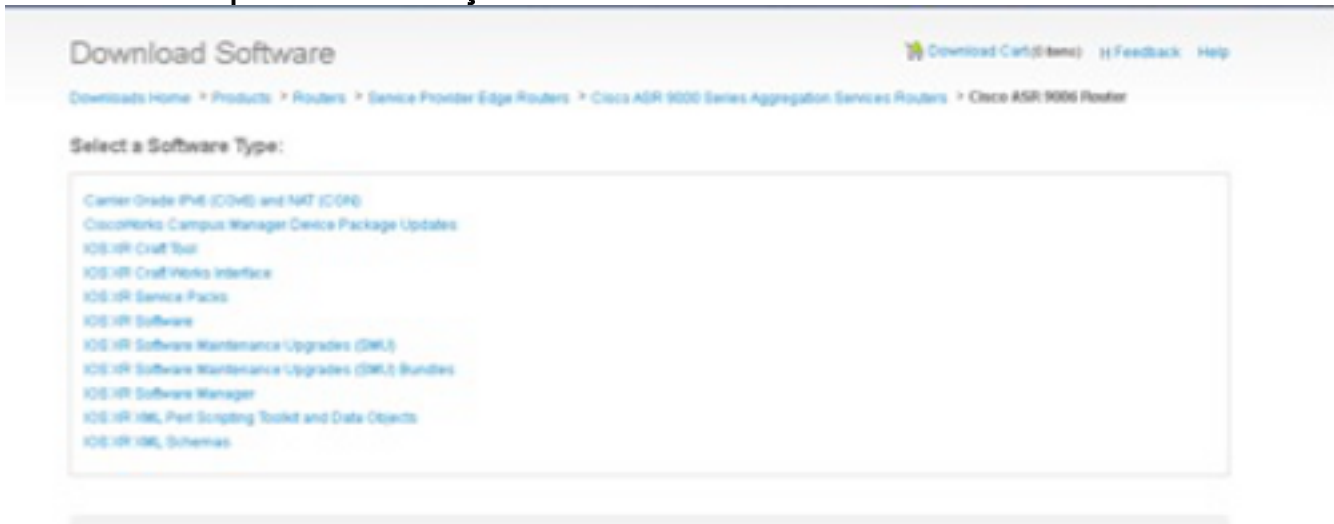 Download Software
Download Cart (0 items) Feedback Help
Downloads Home > Products > Routers > Service Provider Edge Routers > Cisco ASR 9000 Series Aggregation Services Routers > Cisco ASR 9006 Router
Select a Software Type:
Carrier Grade IPv6 (CGv6) and NAT (CGN)
CiscoWorks Campus Manager Device Package Updates
IOS XR Craft Tool
IOS XR Craft Works Interface
IOS XR Service Packs
IOS XR Software
IOS XR Software Maintenance Upgrades (SMU)
IOS XR Software Maintenance Upgrades (SMU) Bundles
IOS XR Software Manager
IOS XR XML Perl Scripting Toolkit and Data Objects
IOS XR XML Schemas